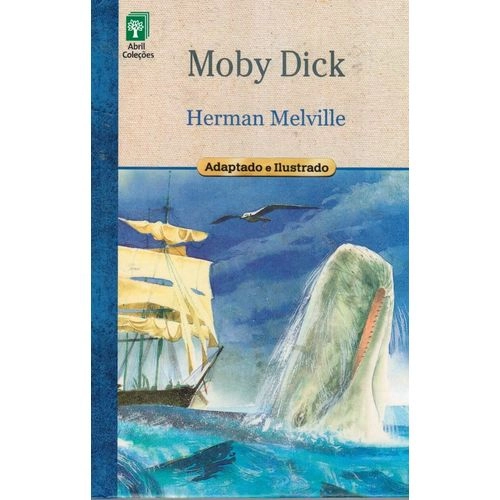 Abril
Coleções
Moby Dick
Herman Melville
Adaptado e Ilustrado